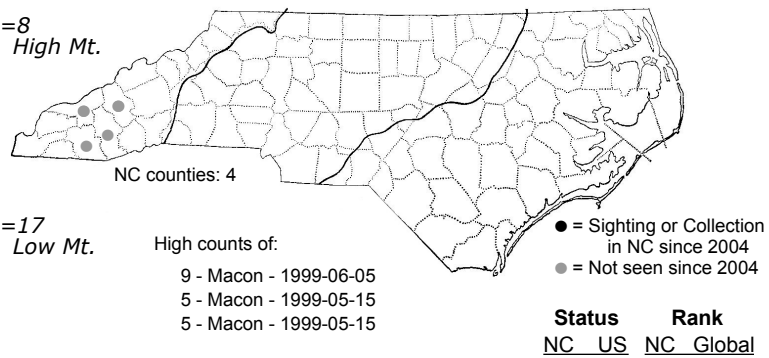 =8
High Mt.
NC counties: 4
=17
Low Mt.
High counts of:
9 - Macon - 1999-06-05
5 - Macon - 1999-05-15
5 - Macon - 1999-05-15
● = Sighting or Collection
in NC since 2004
● = Not seen since 2004
Status Rank
NC US NC Global